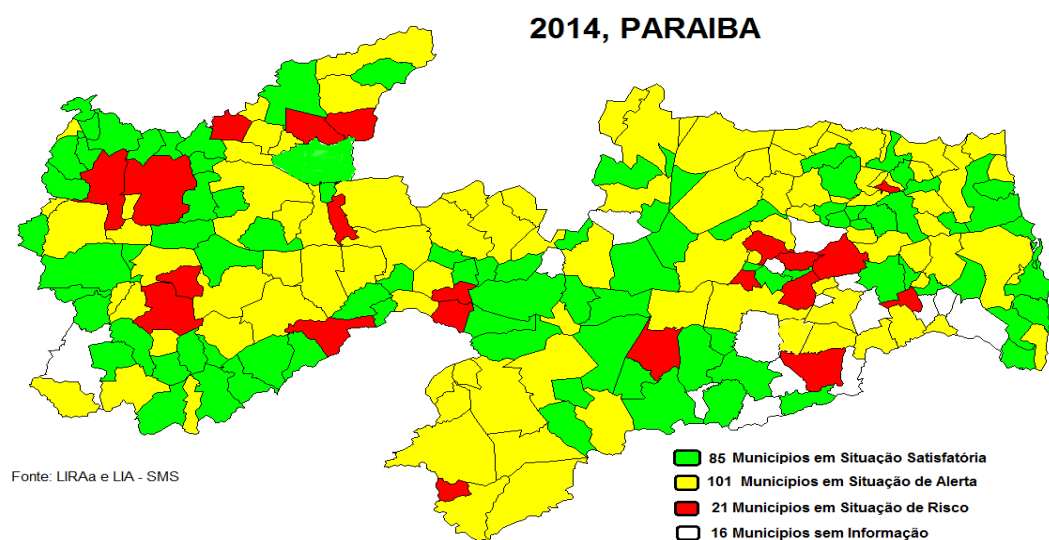 2014, PARAIBA
85 Municípios em Situação Satisfatória
Fonte: LIRAa e LIA - SMS
101 Municípios em Situação de Alerta
21 Municípios em Situação de Risco
16 Municípios sem Informação